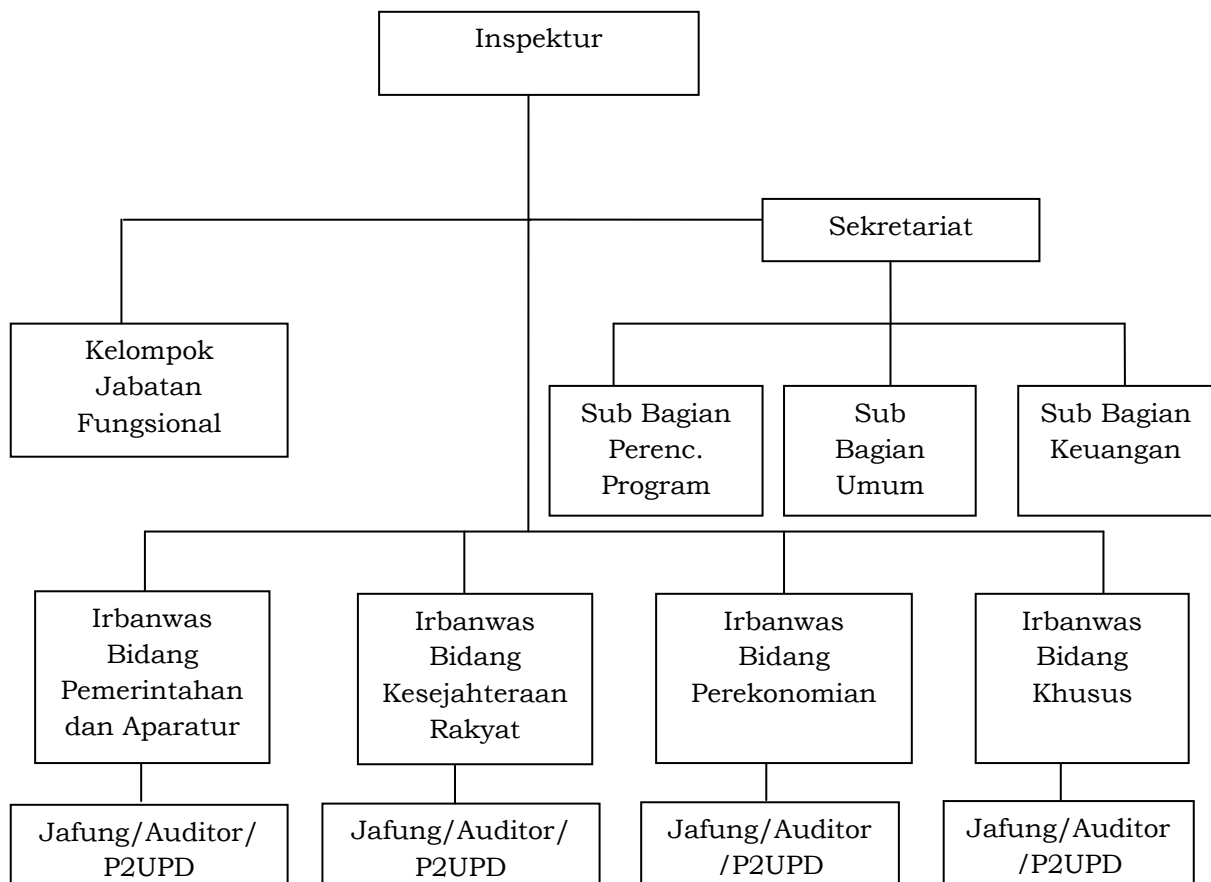 Inspektur
Sekretariat
Kelompok
Jabatan
Fungsional
Sub Bagian
Perenc.
Program
Sub
Bagian
Umum
Sub Bagian
Keuangan
Irbanwas
Bidang
Pemerintahan
dan Aparatur
Irbanwas
Bidang
Kesejahteraan
Rakyat
Irbanwas
Bidang
Perekonomian
Irbanwas
Bidang
Khusus
Jafung/Auditor/
P2UPD
Jafung/Auditor/
P2UPD
Jafung/Auditor
/P2UPD
Jafung/Auditor
/P2UPD